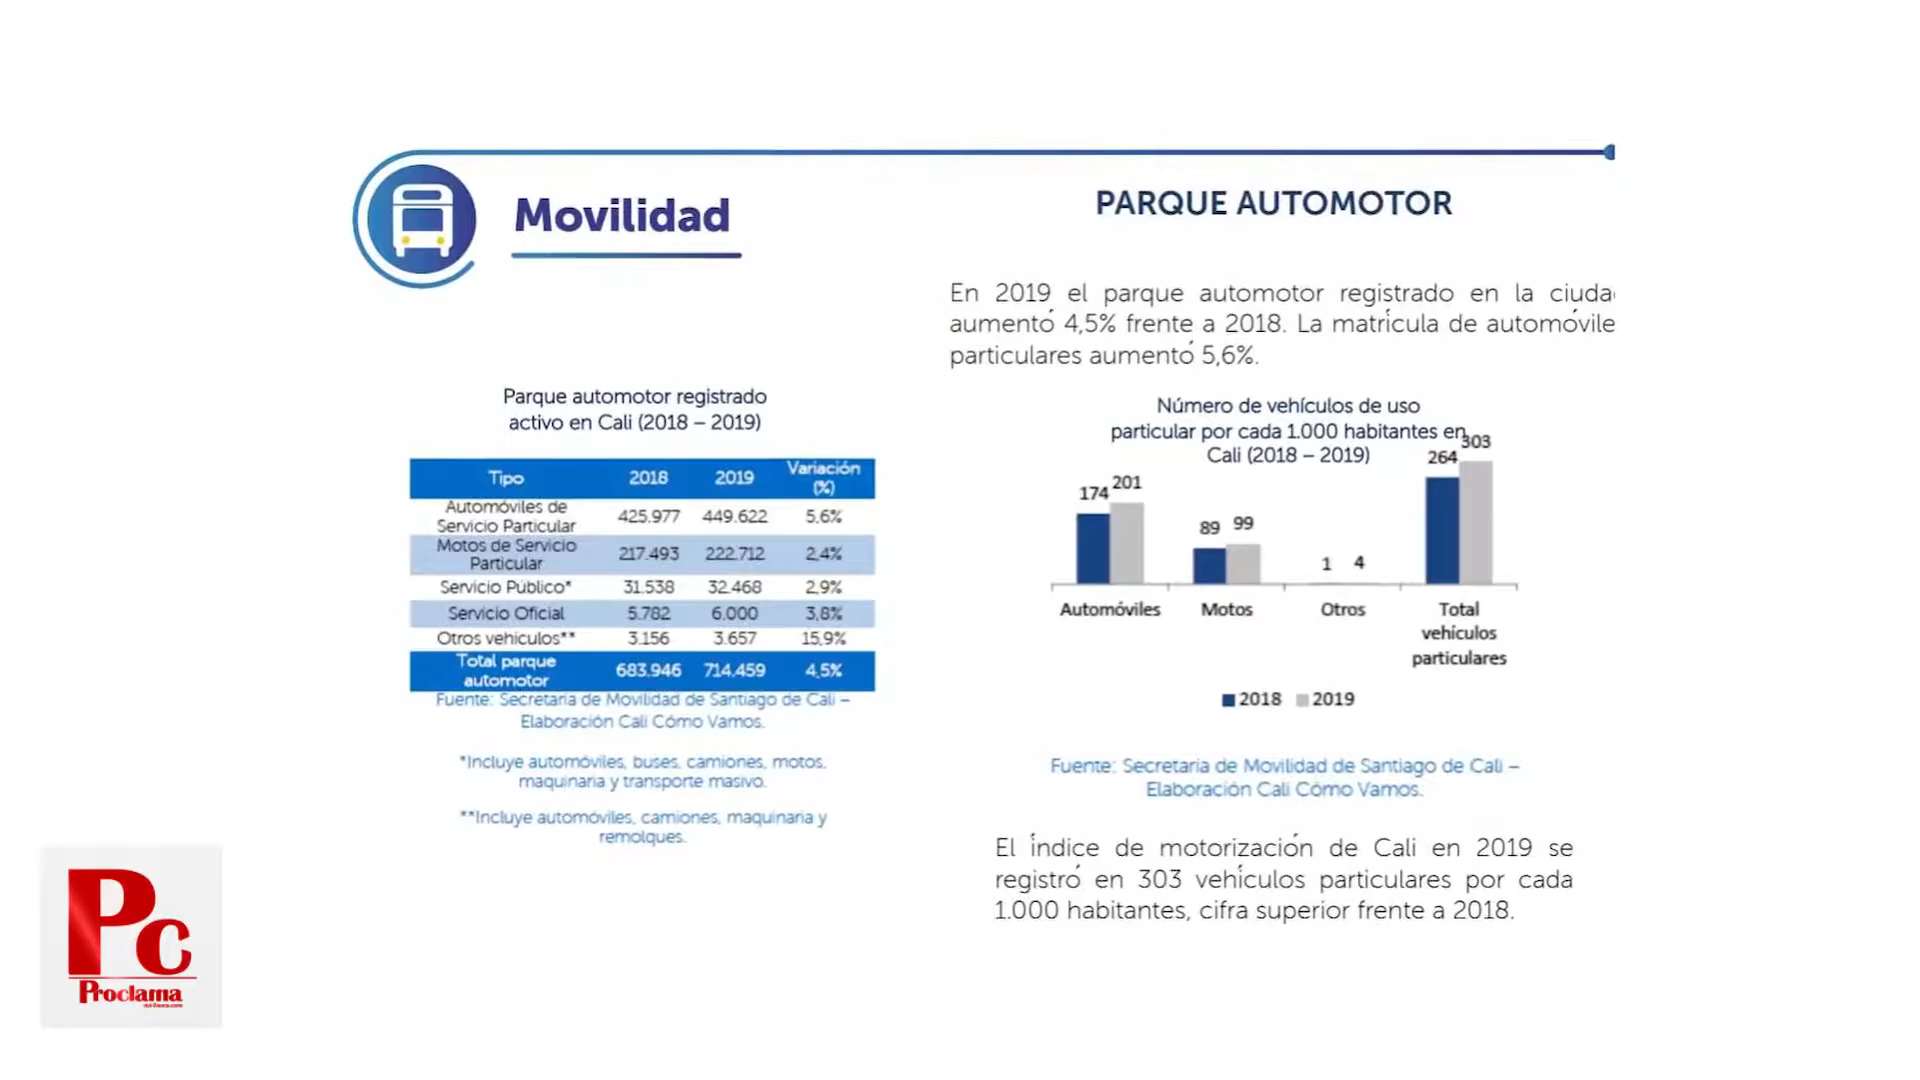 Movilidad
Parque automotor registrado
activo en Cali (2018 – 2019)
Tipo 2018 2019 Variación (%)
Automóviles de Servicio Particular 425.977 449.622 5,6%
Motos de Servicio Particular 217.493 222.712 2,4%
Servicio Público* 31.538 32.468 2,9%
Servicio Oficial 5.782 6.000 3,8%
Otros vehículos** 3.156 3.657 15,9%
Total parque automotor 683.946 714.459 4,5%
Fuente: Secretaría de Movilidad de Santiago de Cali –
Elaboración Cali Cómo Vamos.
*Incluye automóviles, buses, camiones, motos,
maquinaria y transporte masivo.
**Incluye automóviles, camiones, maquinaria y
remolques.
PARQUE AUTOMOTOR
En 2019 el parque automotor registrado en la ciuda
aumentó 4,5% frente a 2018. La matrícula de automóvile
particulares aumentó 5,6%.
Número de vehículos de uso
particular por cada 1.000 habitantes en
Cali (2018 – 2019)
174 201 89 99 1 4 264 303
Automóviles Motos Otros Total
vehículos
particulares
2018 2019
Fuente: Secretaría de Movilidad de Santiago de Cali –
Elaboración Cali Cómo Vamos.
El índice de motorización de Cali en 2019 se
registró en 303 vehículos particulares por cada
1.000 habitantes, cifra superior frente a 2018.
Pc
Proclama